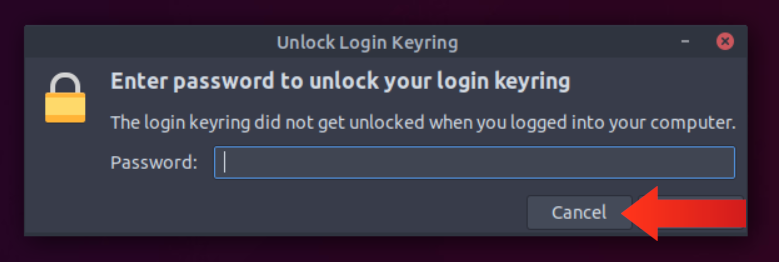 Unlock Login Keyring
Enter password to unlock your login keyring
The login keyring did not get unlocked when you logged into your computer.
Password:
Cancel